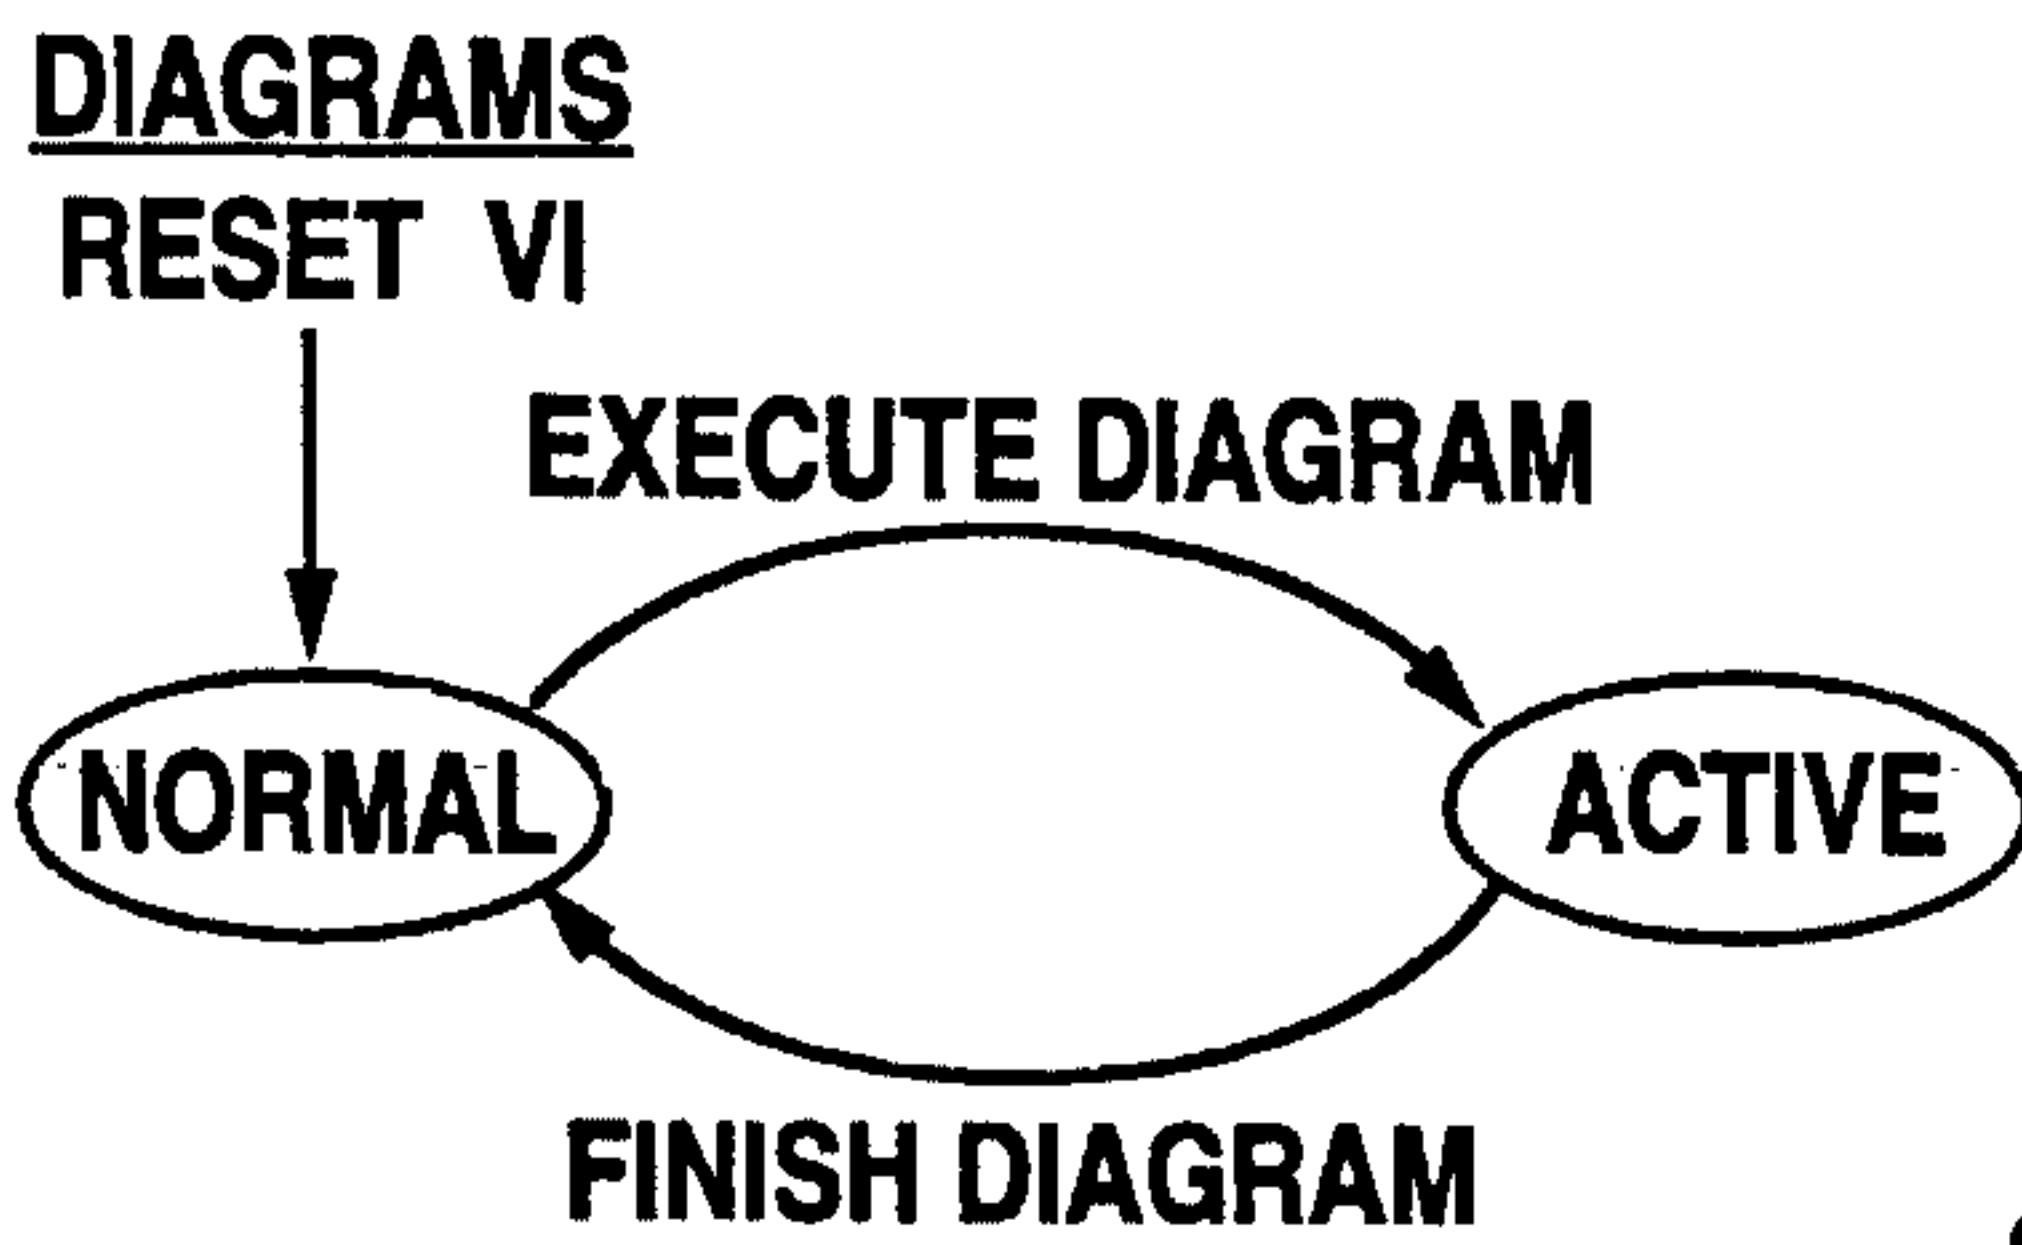 DIAGRAMS
RESET VI
EXECUTE DIAGRAM
NORMAL
ACTIVE
FINISH DIAGRAM